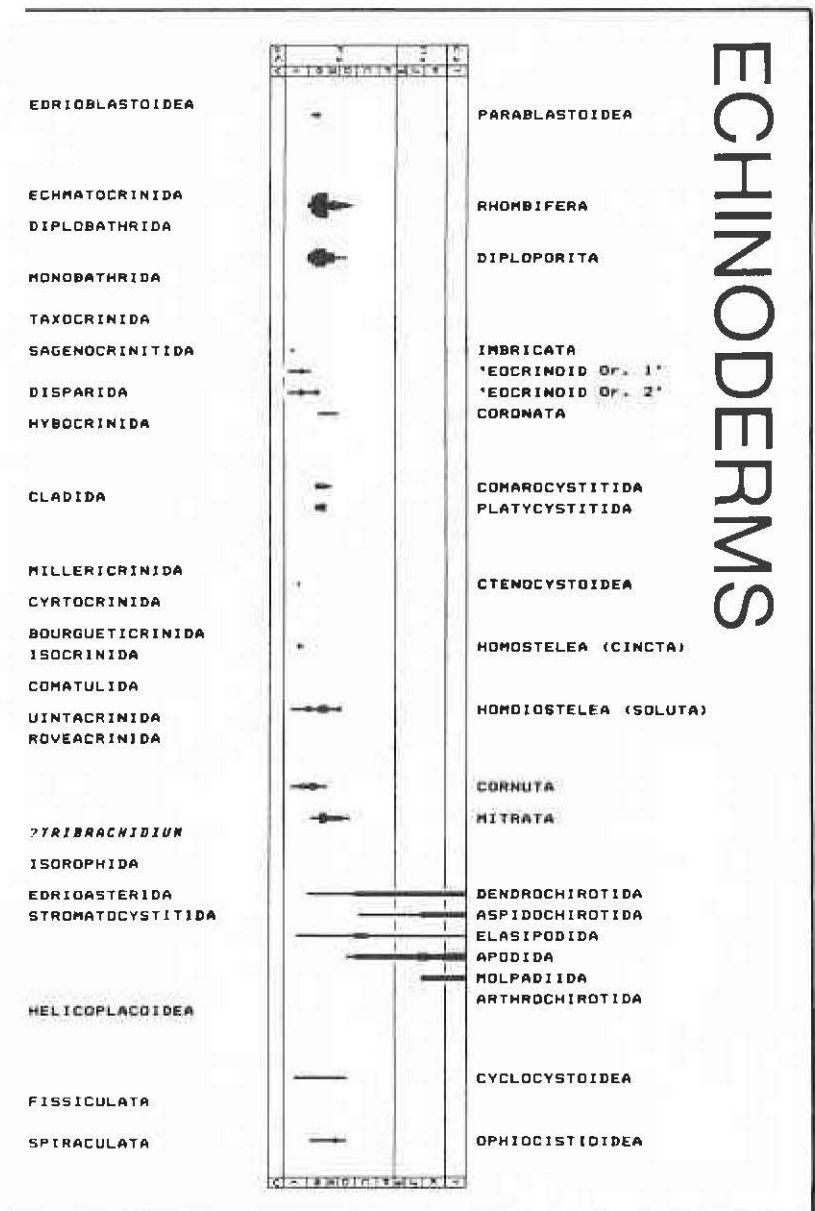 ECHINODERMS
EDRIOBLASTOIDEA
ECHMATOCRINIDA
DIPLOBATHRIDA
MONOBATHRIDA
TAXOCRINIDA
SAGENOCRINITIDA
DISPARIDA
HYBOCRINIDA
CLADIDA
MILLERICRINIDA
CYRTOCRINIDA
BOURGUETICRINIDA
ISOCRINIDA
COMATULIDA
UINTACRINIDA
ROVEACRINIDA
?TRIBRACHIDIUM
ISOROPHIDA
EDRIOASTERIDA
STROMATOCYSTITIDA
HELICOPLACOIDEA
FISSICULATA
SPIRACULATA
PARABLASTOIDEA
RHOMBIFERA
DIPLOPORITA
IMBRICATA
'EOCRINOID Or. 1'
'EOCRINOID Or. 2'
CORONATA
COMAROCYSTITIDA
PLATYCYSTITIDA
CTENOCYSTOIDEA
HOMOSTELEA (CINCTA)
HOMOIOSTELEA (SOLUTA)
CORNUTA
MITRATA
DENDROCHIROTIDA
ASPIDOCHIROTIDA
ELASIPODIDA
APODIDA
MOLPADIIDA
ARTHROCHIROTIDA
CYCLOCYSTOIDEA
OPHIOCISTIOIDEA